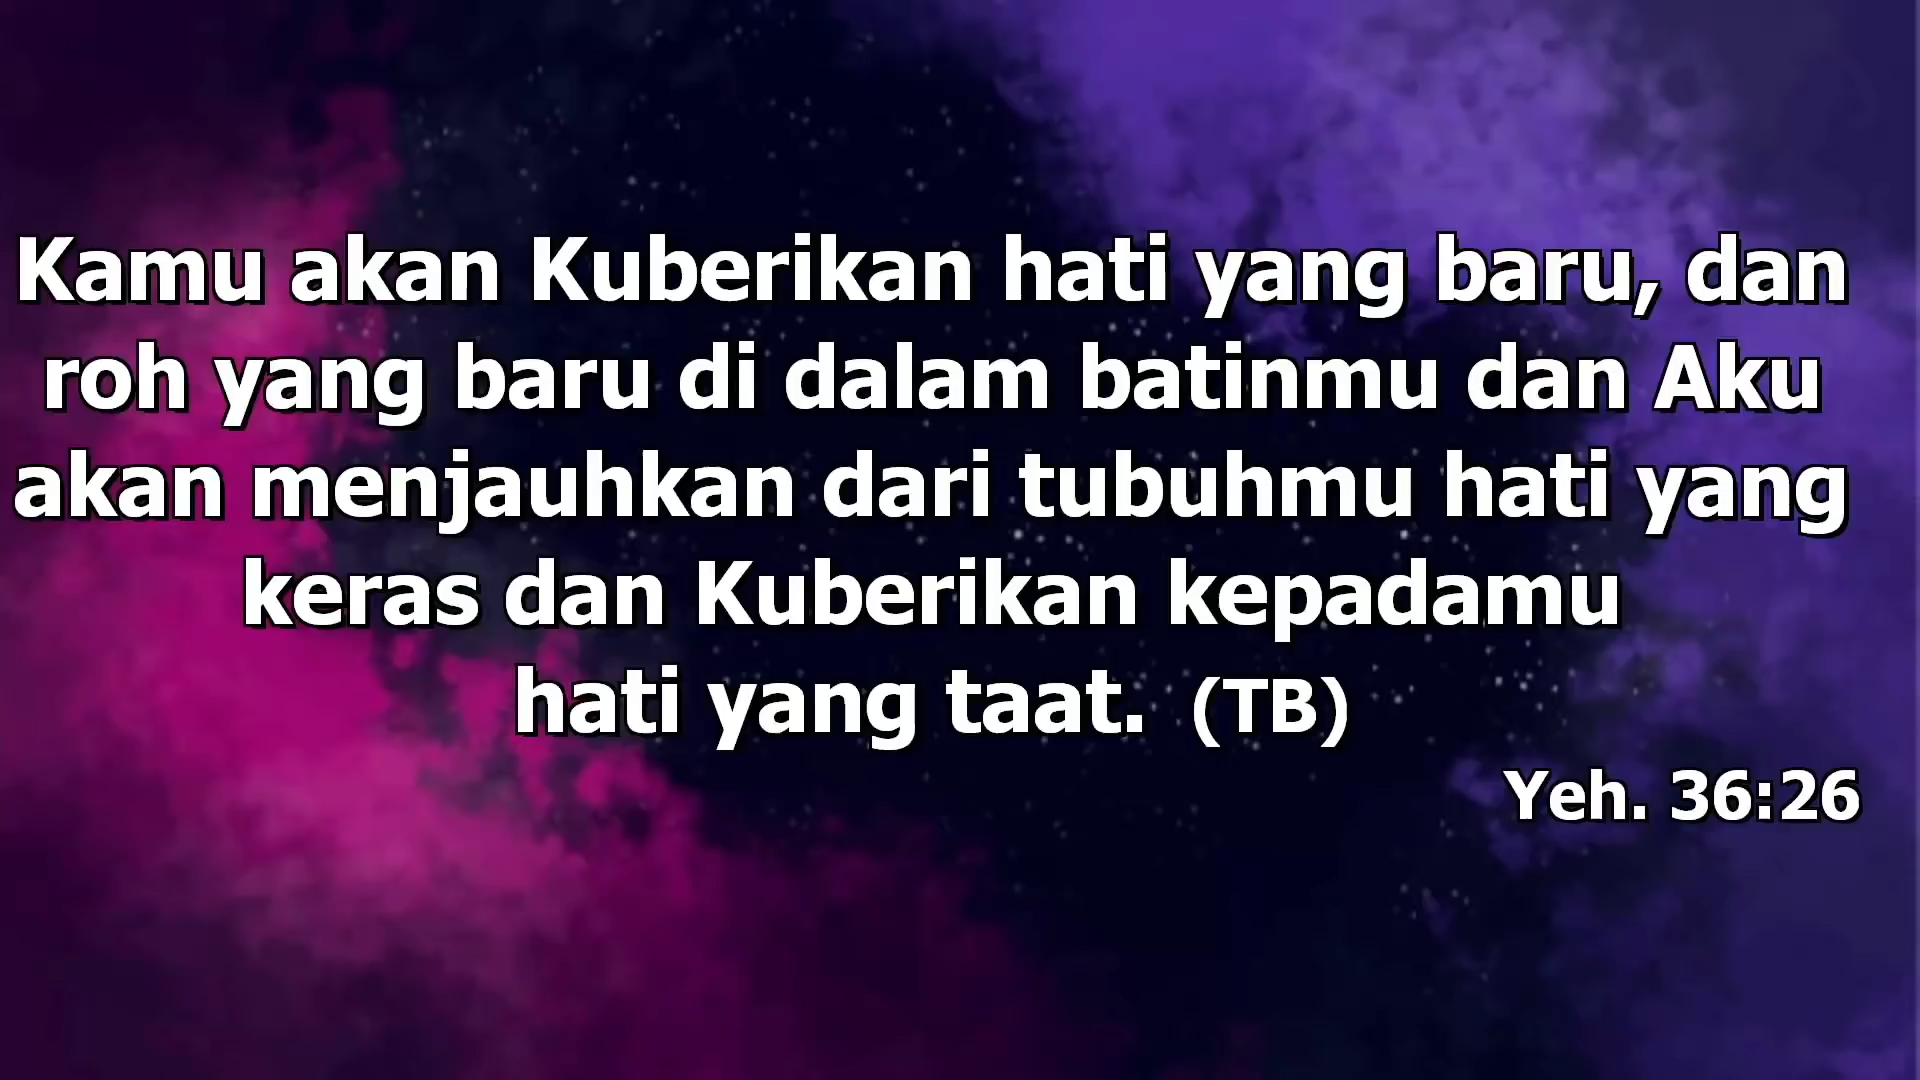 Kamu akan Kuberikan hati yang baru, dan
roh yang baru di dalam batinmu dan Aku
akan menjauhkan dari tubuhmu hati yang
keras dan Kuberikan kepadamu
hati yang taat. (TB)
Yeh. 36:26